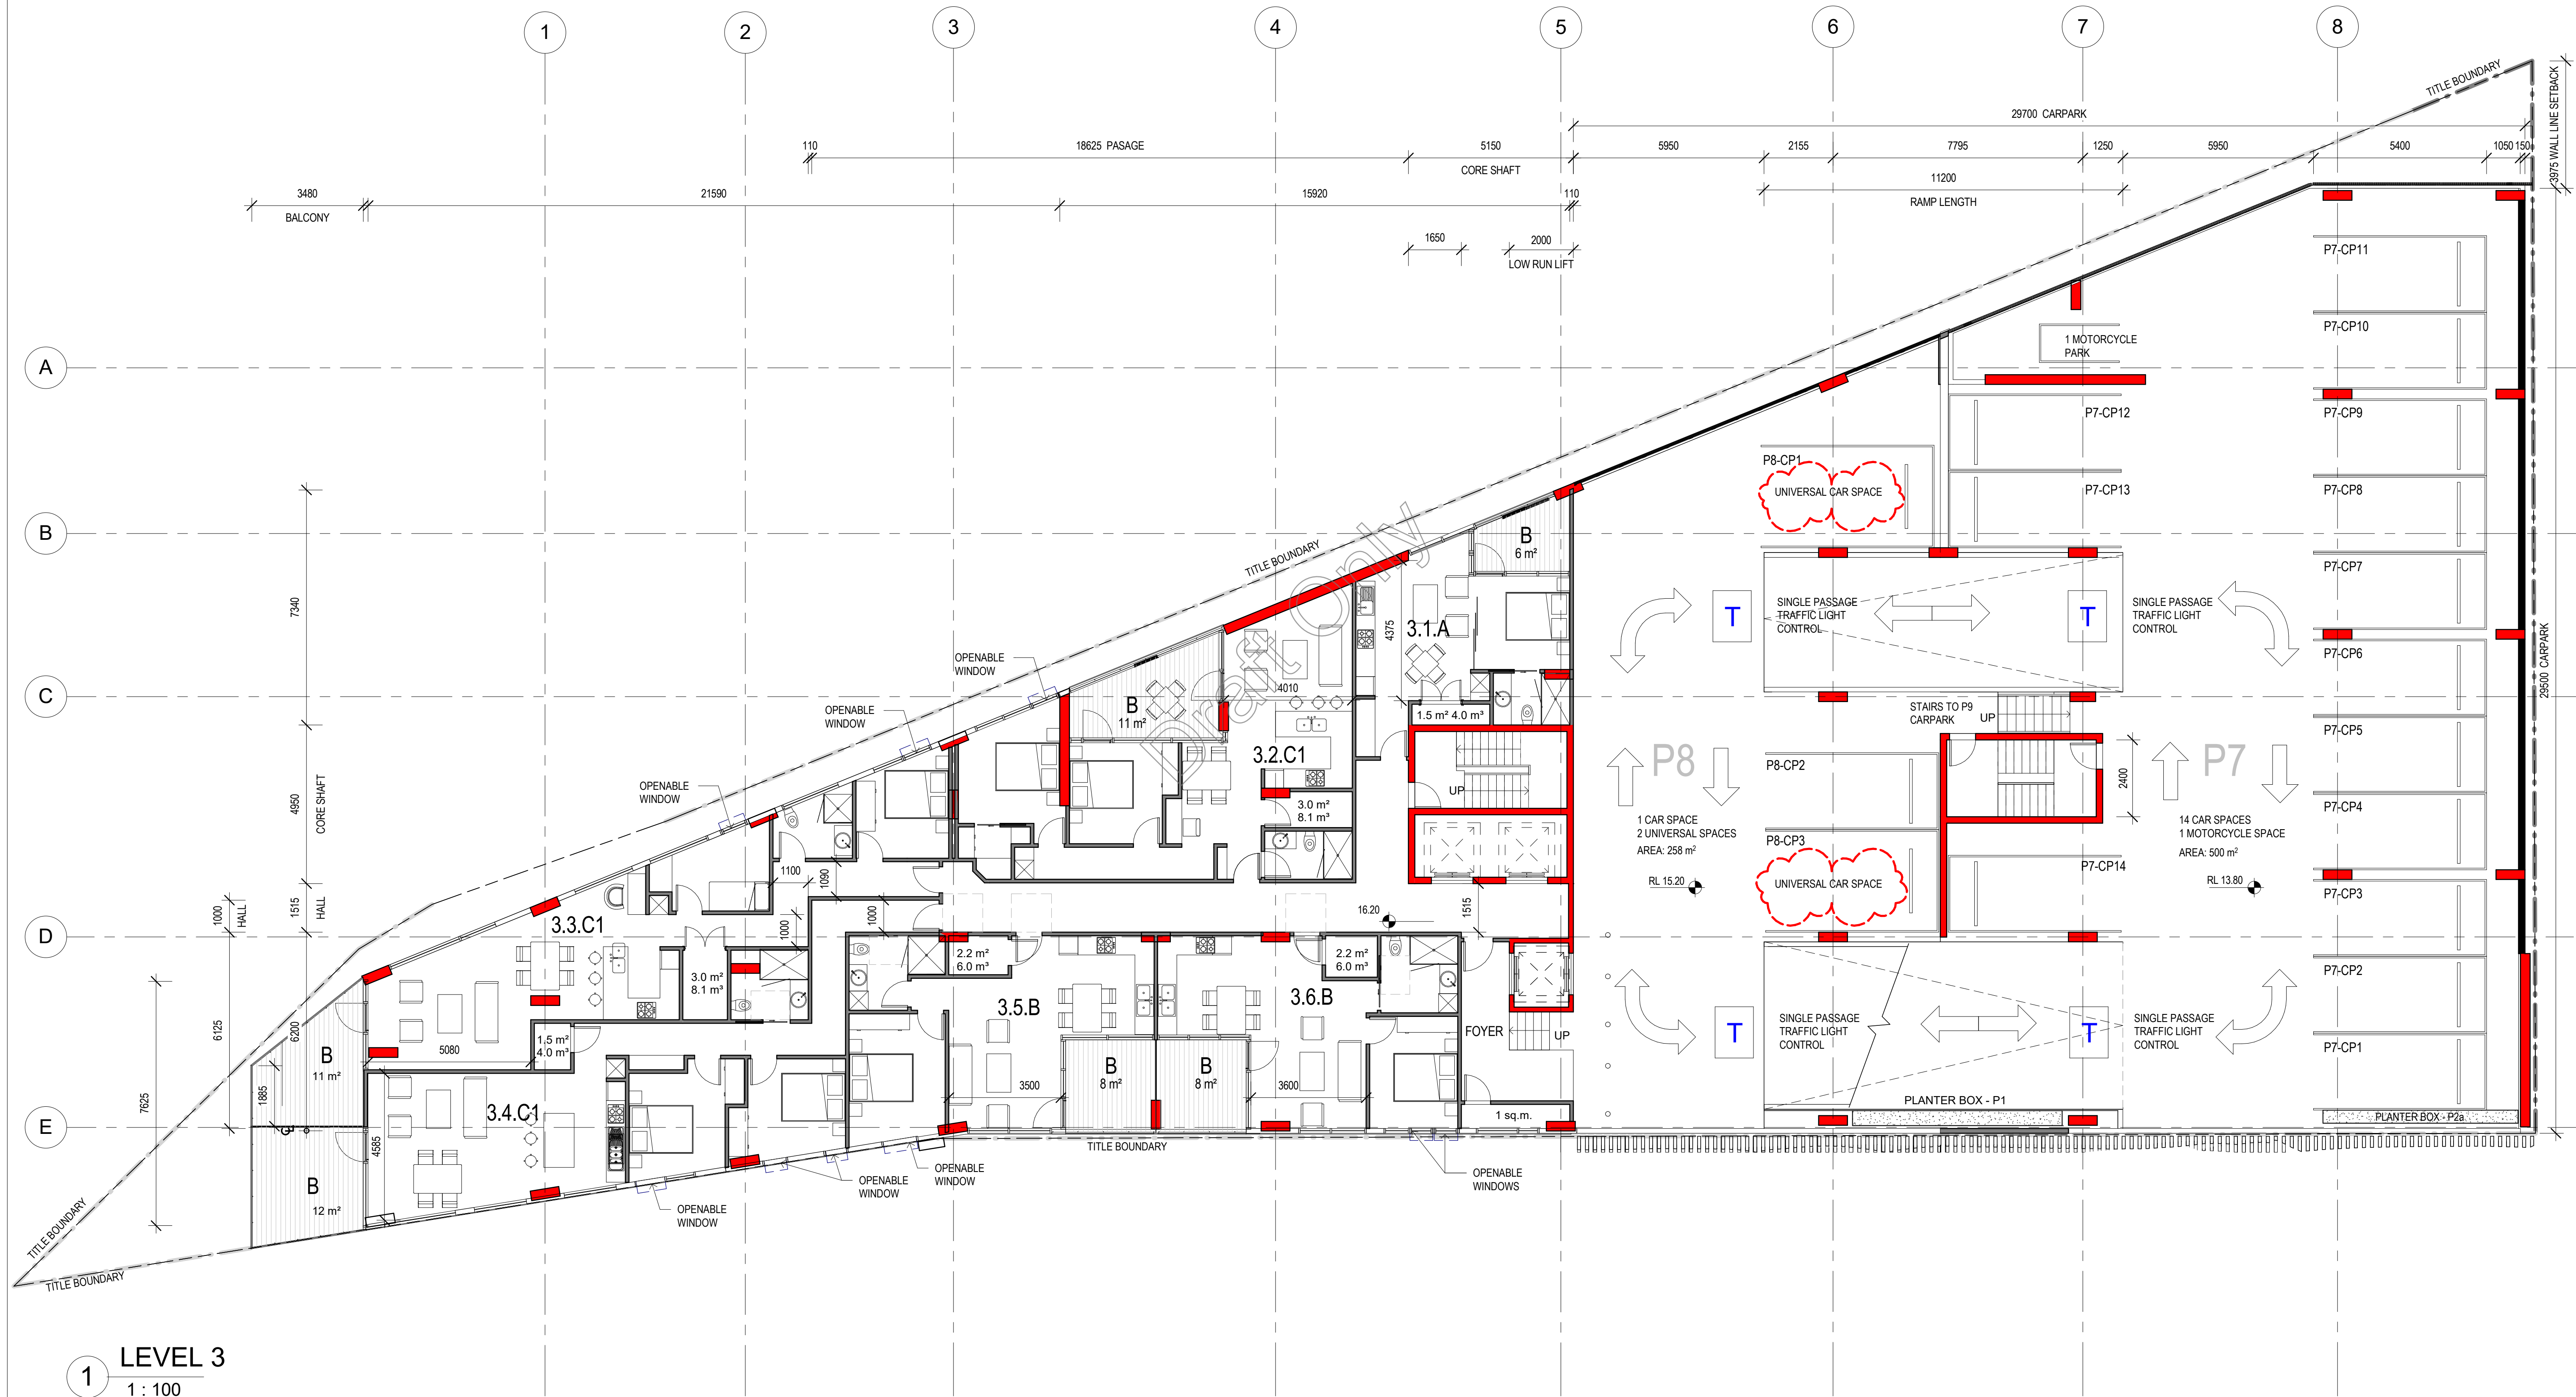 1
2
3
4
5
6
7
8
TITLE BOUNDARY
3975 WALL LINE SETBACK
29700 CARPARK
110
18625 PASAGE
5150
CORE SHAFT
5950
2155
7795
1250
5950
5400
1050
150
3480
BALCONY
21590
15920
110
11200
RAMP LENGTH
1650
2000
LOW RUN LIFT
A
B
C
D
E
P7-CP11
P7-CP10
P7-CP9
P7-CP8
P7-CP7
P7-CP6
P7-CP5
P7-CP4
P7-CP3
P7-CP2
P7-CP1
29500 CARPARK
1 MOTORCYCLE
PARK
P7-CP12
P7-CP13
P8-CP1
UNIVERSAL CAR SPACE
TITLE BOUNDARY
Draft Only
B
6 m²
7340
4375
3.1.A
T
SINGLE PASSAGE
TRAFFIC LIGHT
CONTROL
T
SINGLE PASSAGE
TRAFFIC LIGHT
CONTROL
OPENABLE
WINDOW
OPENABLE
WINDOW
OPENABLE
WINDOW
B
11 m²
4010
3.2.C1
1.5 m² 4.0 m³
UP
3.0 m²
8.1 m³
STAIRS TO P9
CARPARK
UP
P8
P7
P8-CP2
2400
1 CAR SPACE
2 UNIVERSAL SPACES
AREA: 258 m²
P8-CP3
14 CAR SPACES
1 MOTORCYCLE SPACE
AREA: 500 m²
P7-CP14
RL 15.20
UNIVERSAL CAR SPACE
RL 13.80
4950
CORE SHAFT
1515
HALL
1000
HALL
1100
1090
1000
1000
16.20
1515
3.3.C1
3.0 m²
8.1 m³
2.2 m²
6.0 m³
2.2 m²
6.0 m³
3.5.B
3.6.B
6125
7625
6200
1885
B
11 m²
5080
1.5 m²
4.0 m³
3.4.C1
4585
B
12 m²
3500
B
8 m²
B
8 m²
3600
FOYER
UP
1 sq.m.
T
SINGLE PASSAGE
TRAFFIC LIGHT
CONTROL
T
SINGLE PASSAGE
TRAFFIC LIGHT
CONTROL
PLANTER BOX - P1
PLANTER BOX - P2a
TITLE BOUNDARY
OPENABLE
WINDOW
OPENABLE
WINDOW
OPENABLE
WINDOW
OPENABLE
WINDOWS
TITLE BOUNDARY
TITLE BOUNDARY
1
LEVEL 3
1 : 100